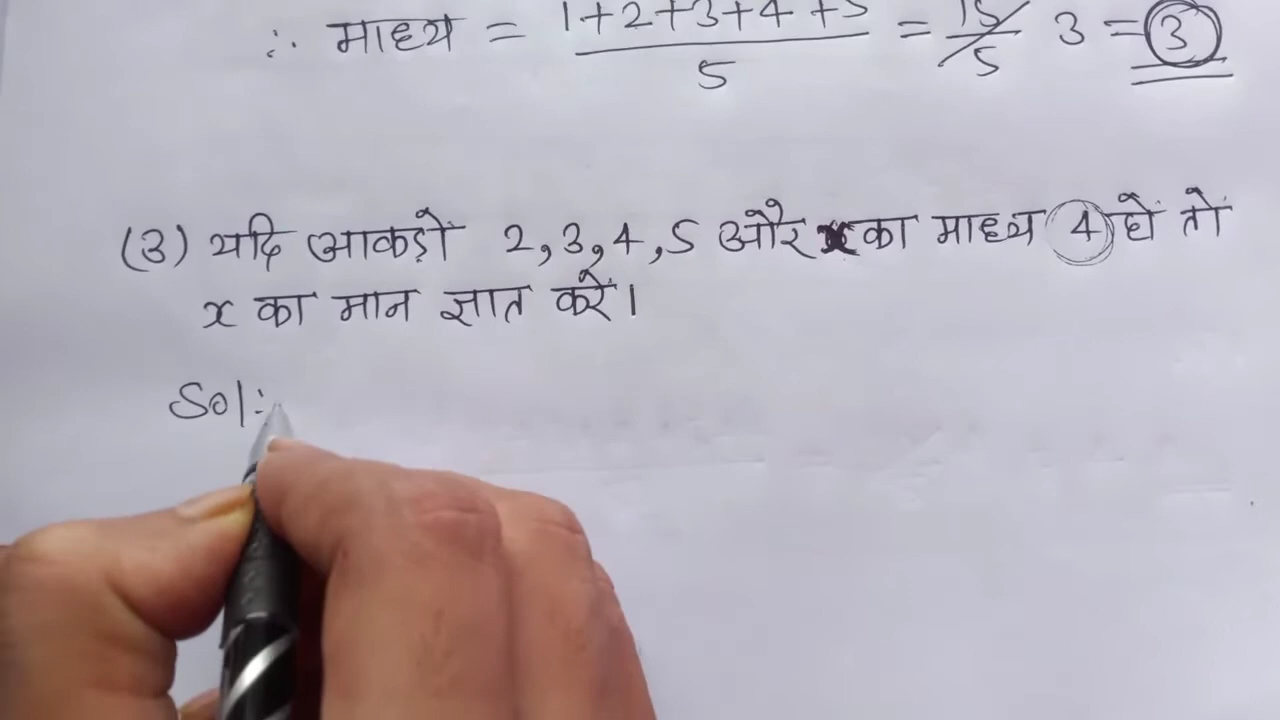 ∴ माध्य = 1+2+3+4+5 / 5 = 15/5 3 = 3
(3) यदि आकड़ो 2,3,4,5 और x का माध्य 4 हो तो
x का मान ज्ञात करें।
Sol: